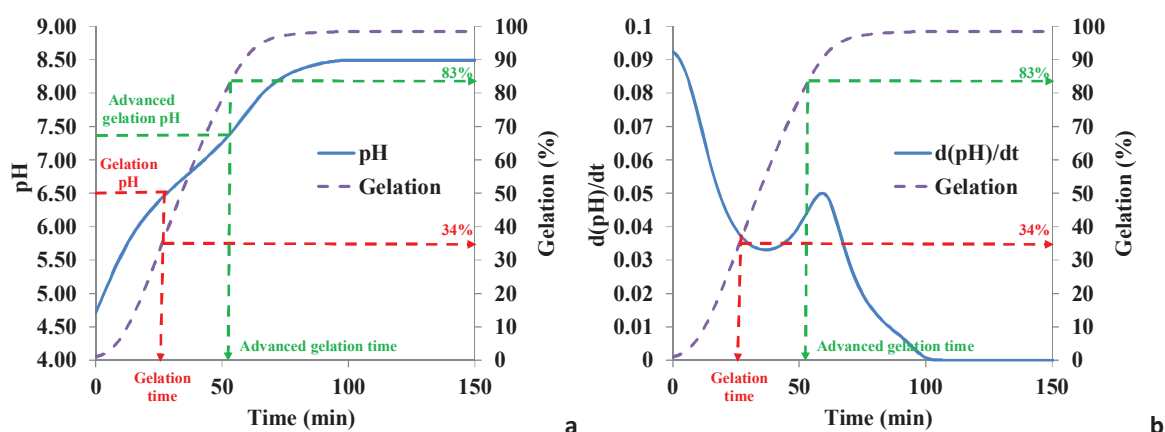 9.00
8.50
8.00
7.50
7.00
6.50
6.00
5.50
5.00
4.50
4.00
pH
100
90
80
70
60
50
40
30
20
10
0
Gelation (%)
83%
Advanced
gelation pH
Gelation
pH
pH
Gelation
34%
Advanced gelation time
0
50
100
150
Gelation
time
Time (min)
a
0.1
0.09
0.08
0.07
0.06
0.05
0.04
0.03
0.02
0.01
0
d(pH)/dt
100
90
80
70
60
50
40
30
20
10
0
Gelation (%)
83%
d(pH)/dt
Gelation
34%
Advanced gelation time
0
50
100
150
Gelation
time
Time (min)
b